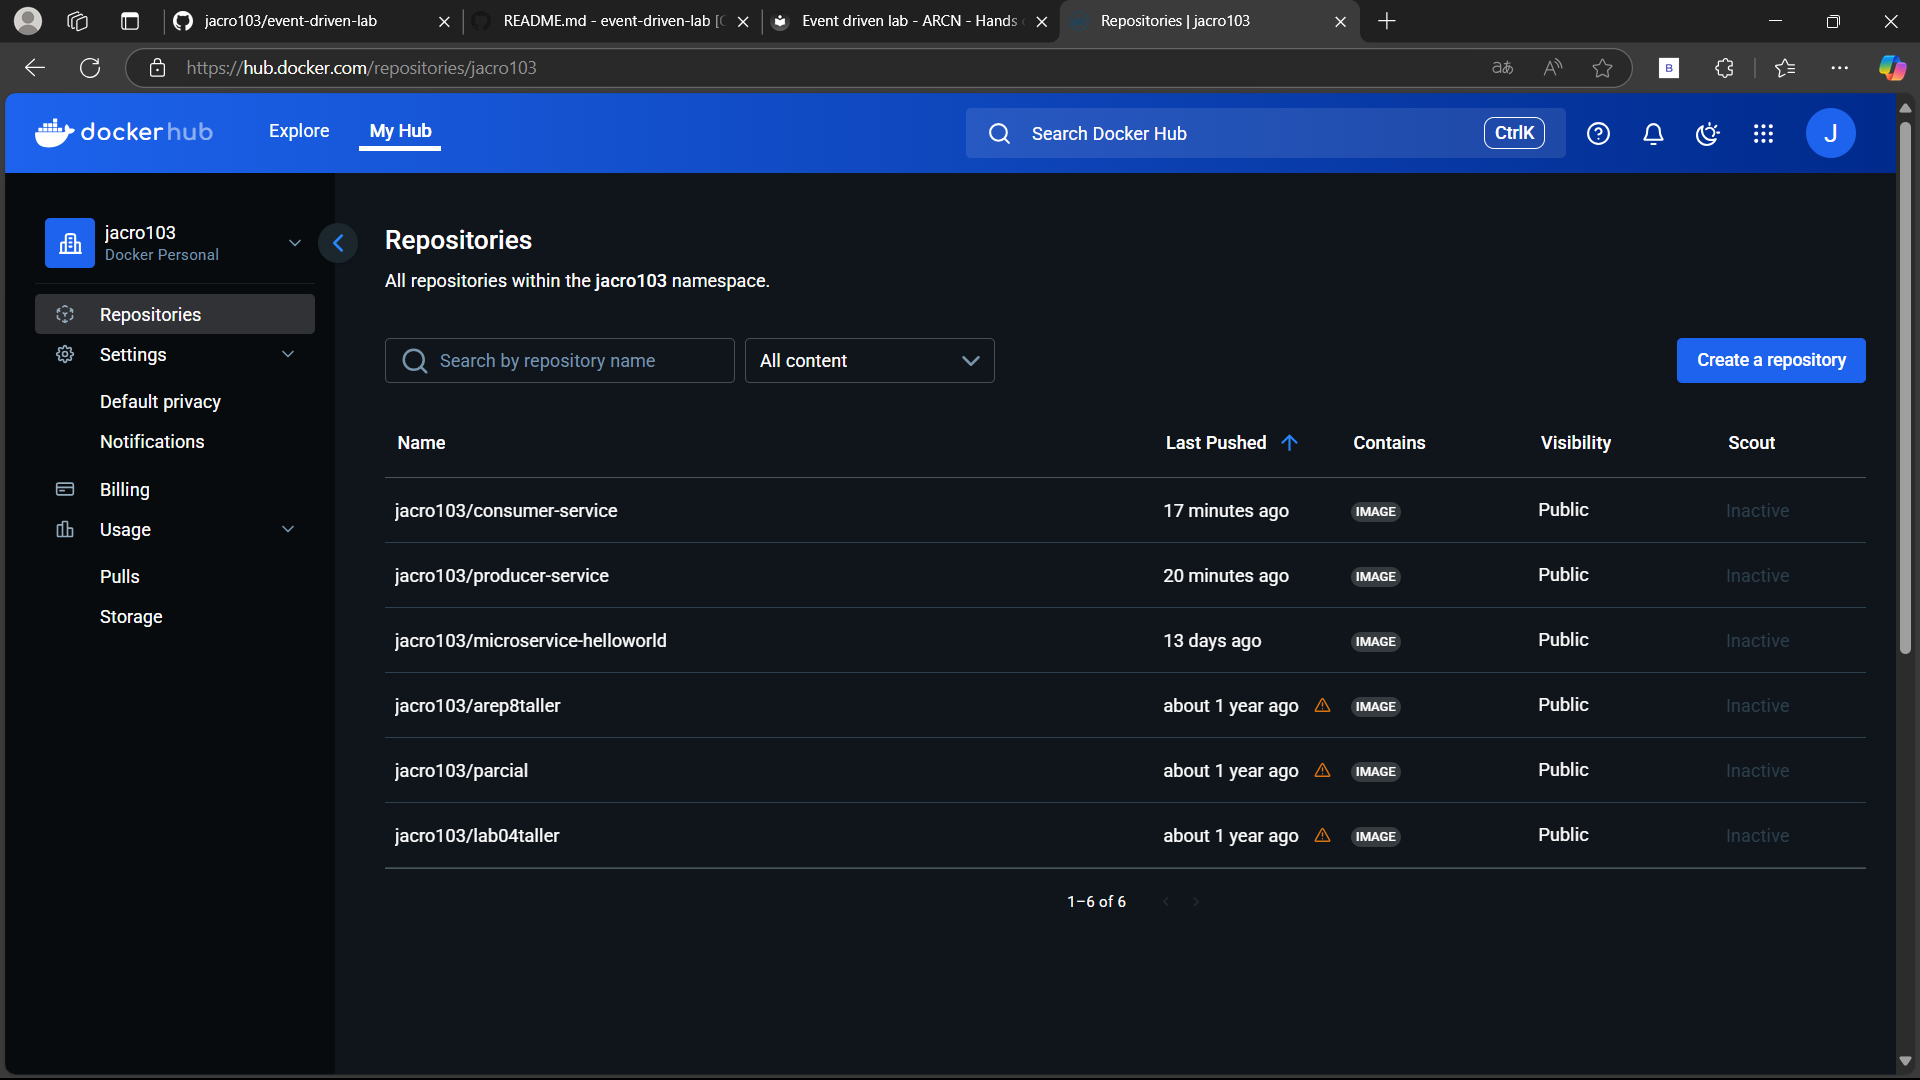 jacro103/event-driven-lab
README.md - event-driven-lab [
Event driven lab - ARCN - Hands
Repositories | jacro103
https://hub.docker.com/repositories/jacro103
B
dockerhub
Explore
My Hub
Search Docker Hub
CtrlK
J
jacro103
Docker Personal
Repositories
Settings
Default privacy
Notifications
Billing
Usage
Pulls
Storage
Repositories
All repositories within the jacro103 namespace.
Search by repository name
All content
Create a repository
Name Last Pushed Contains Visibility Scout
jacro103/consumer-service 17 minutes ago IMAGE Public Inactive
jacro103/producer-service 20 minutes ago IMAGE Public Inactive
jacro103/microservice-helloworld 13 days ago IMAGE Public Inactive
jacro103/arep8taller about 1 year ago IMAGE Public Inactive
jacro103/parcial about 1 year ago IMAGE Public Inactive
jacro103/lab04taller about 1 year ago IMAGE Public Inactive
1–6 of 6